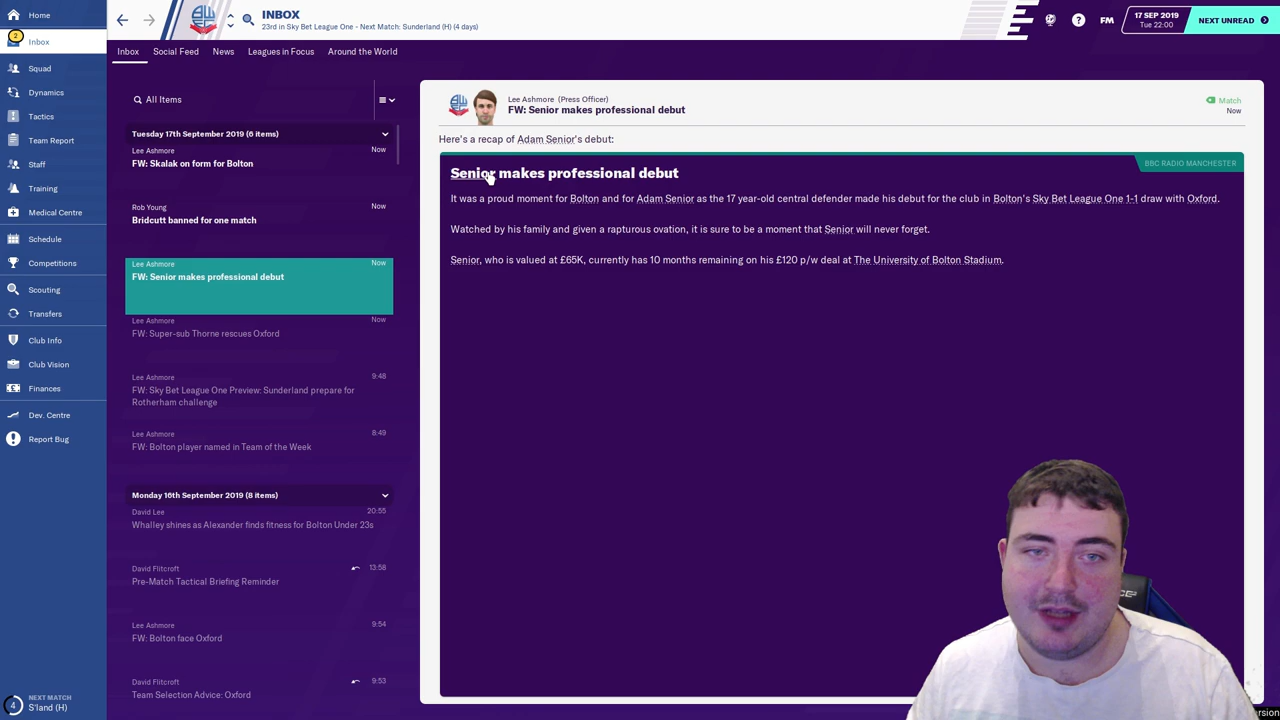 Home
2
Inbox
Squad
Dynamics
Tactics
Team Report
Staff
Training
Medical Centre
Schedule
Competitions
Scouting
Transfers
Club Info
Club Vision
Finances
Dev. Centre
Report Bug
4
NEXT MATCH
S'land (H)
INBOX
23rd in Sky Bet League One - Next Match: Sunderland (H) (4 days)
?
FM
17 SEP 2019
Tue 22:00
NEXT UNREAD
Inbox Social Feed News Leagues in Focus Around the World
All Items
Tuesday 17th September 2019 (6 items)
Lee Ashmore Now
FW: Skalak on form for Bolton
Rob Young Now
Bridcutt banned for one match
Lee Ashmore Now
FW: Senior makes professional debut
Lee Ashmore Now
FW: Super-sub Thorne rescues Oxford
Lee Ashmore 9:48
FW: Sky Bet League One Preview: Sunderland prepare for
Rotherham challenge
Lee Ashmore 8:49
FW: Bolton player named in Team of the Week
Monday 16th September 2019 (8 items)
David Lee 20:55
Whalley shines as Alexander finds fitness for Bolton Under 23s
David Flitcroft 13:58
Pre-Match Tactical Briefing Reminder
Lee Ashmore 9:54
FW: Bolton face Oxford
David Flitcroft 9:53
Team Selection Advice: Oxford
Lee Ashmore (Press Officer)
FW: Senior makes professional debut
Match
Now
Here's a recap of Adam Senior's debut:
BBC RADIO MANCHESTER
Senior makes professional debut
It was a proud moment for Bolton and for Adam Senior as the 17 year-old central defender made his debut for the club in Bolton's Sky Bet League One 1-1 draw with Oxford.
Watched by his family and given a rapturous ovation, it is sure to be a moment that Senior will never forget.
Senior, who is valued at £65K, currently has 10 months remaining on his £120 p/w deal at The University of Bolton Stadium.